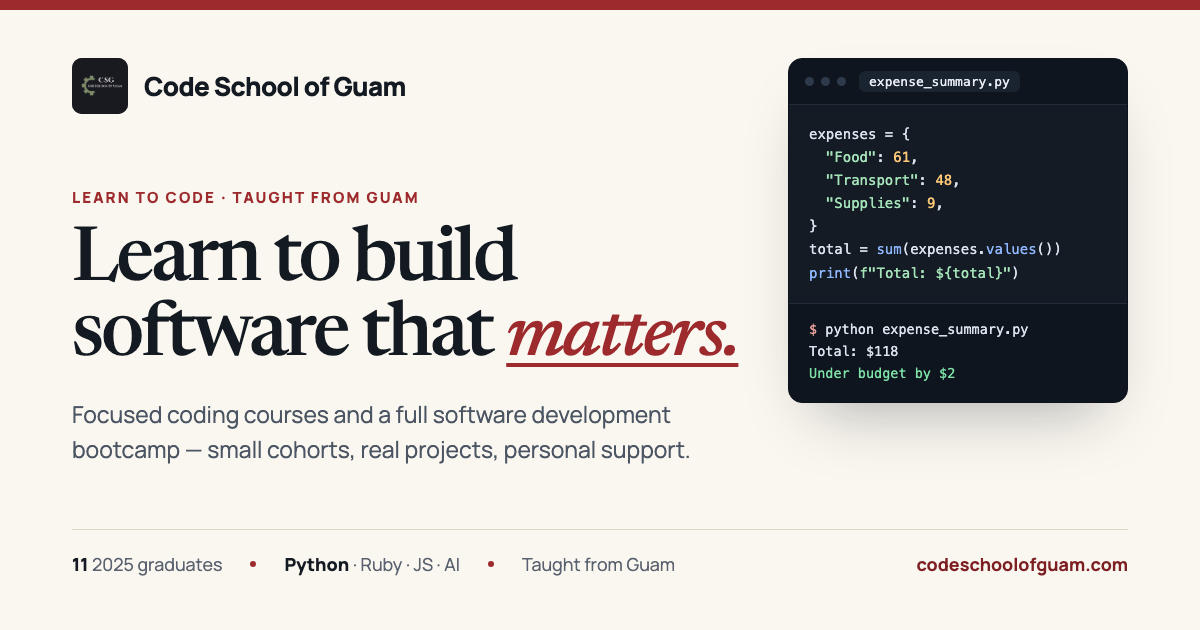 CSG
Code School of Guam
LEARN TO CODE · TAUGHT FROM GUAM
Learn to build
software that matters.
Focused coding courses and a full software development
bootcamp — small cohorts, real projects, personal support.
expense_summary.py
expenses = {
  "Food": 61,
  "Transport": 48,
  "Supplies": 9,
}
total = sum(expenses.values())
print(f"Total: ${total}")
$ python expense_summary.py
Total: $118
Under budget by $2
11 2025 graduates • Python · Ruby · JS · AI • Taught from Guam
codeschoolofguam.com